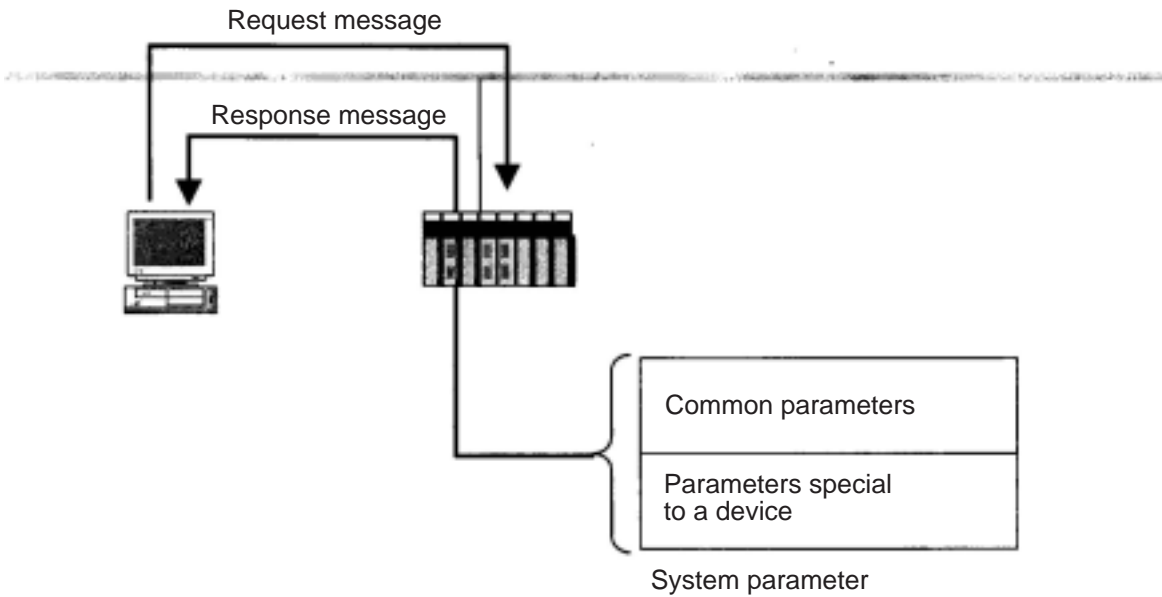 Request message
Response message
Common parameters
Parameters special
to a device
System parameter